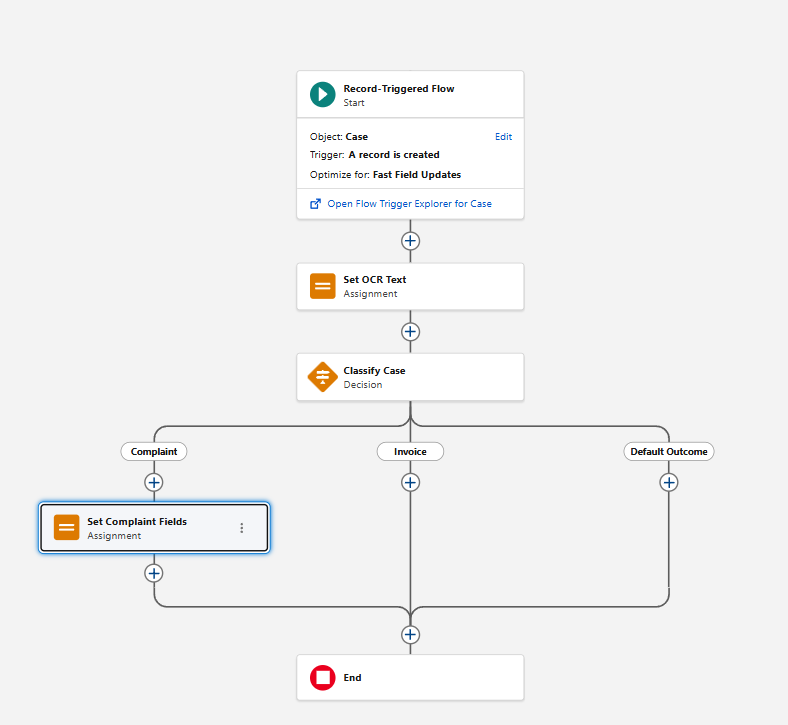 Record-Triggered Flow
Start
Object: Case Edit
Trigger: A record is created
Optimize for: Fast Field Updates
Open Flow Trigger Explorer for Case
Set OCR Text
Assignment
Classify Case
Decision
Complaint Invoice Default Outcome
Set Complaint Fields
Assignment
End